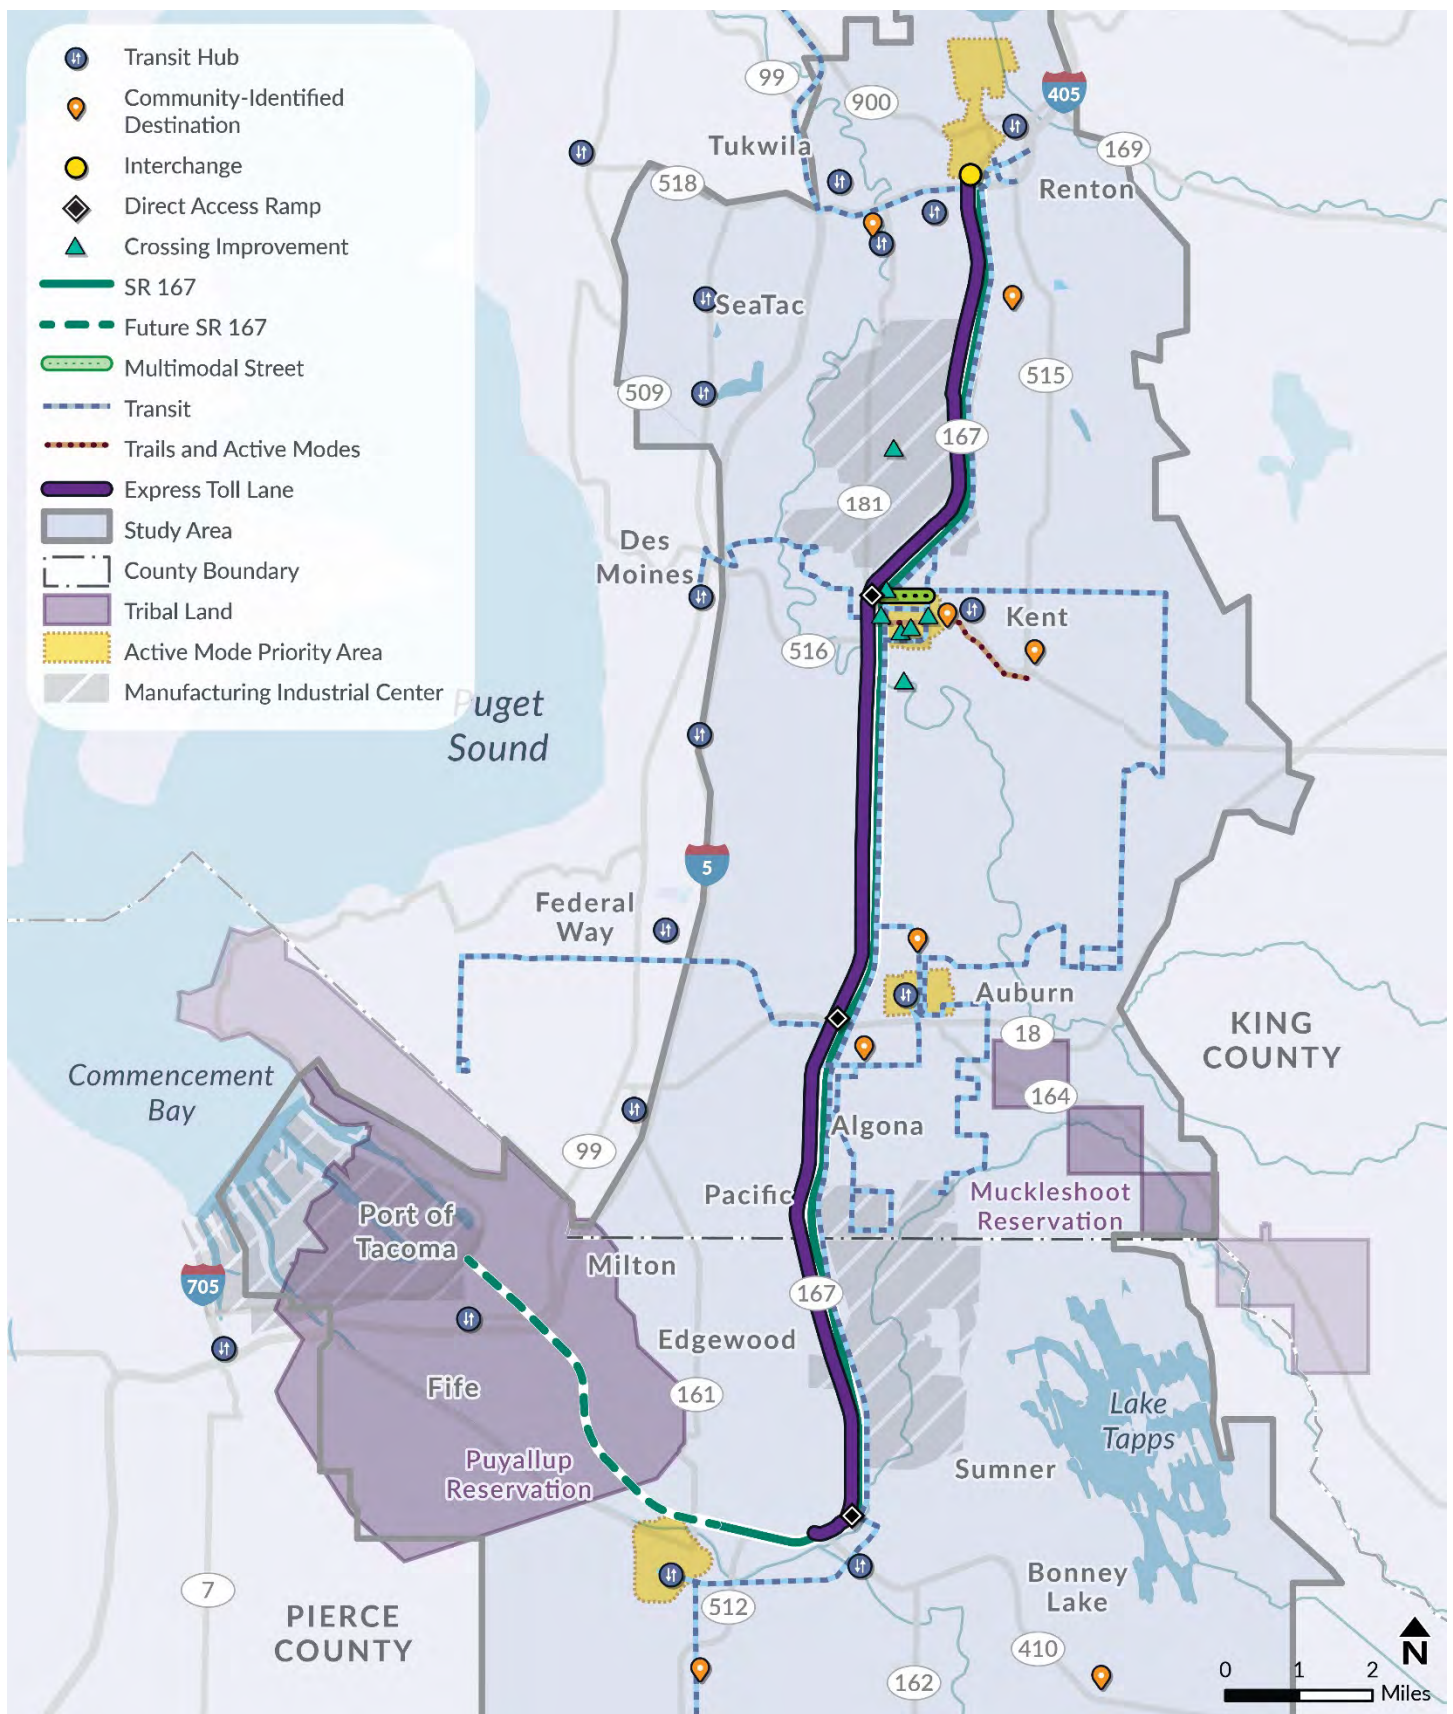 Transit Hub
Community-Identified
Destination
Interchange
Direct Access Ramp
Crossing Improvement
SR 167
Future SR 167
Multimodal Street
Transit
Trails and Active Modes
Express Toll Lane
Study Area
County Boundary
Tribal Land
Active Mode Priority Area
Manufacturing Industrial Center
99
900
405
Tukwila
169
518
Renton
SeaTac
515
509
167
181
Des
Moines
Kent
516
Puget
Sound
5
Federal
Way
Auburn
18
KING
COUNTY
Commencement
Bay
164
Algona
99
Pacific
Muckleshoot
Reservation
Port of
Tacoma
Milton
705
167
Edgewood
Fife
161
Lake
Tapps
Puyallup
Reservation
Sumner
7
512
Bonney
Lake
PIERCE
COUNTY
410
162
N
0 1 2
Miles